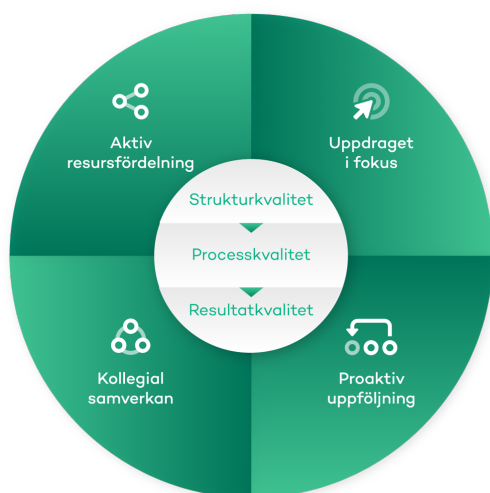 Aktiv
resursfördelning
Uppdraget
i fokus
Strukturkvalitet
Processkvalitet
Resultatkvalitet
Kollegial
samverkan
Proaktiv
uppföljning